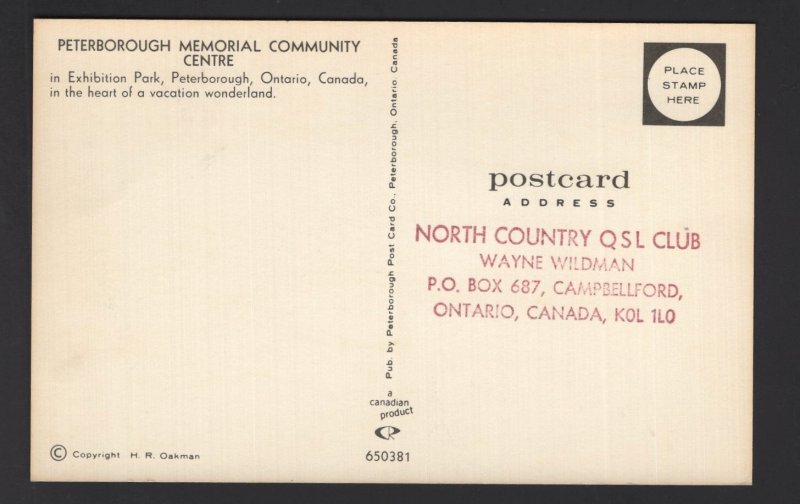 PETERBOROUGH MEMORIAL COMMUNITY
CENTRE
in Exhibition Park, Peterborough, Ontario, Canada,
in the heart of a vacation wonderland.
© Copyright H. R. Oakman
Pub. by Peterborough Post Card Co., Peterborough, Ontario, Canada
a
canadian
product
650381
PLACE
STAMP
HERE
postcard
ADDRESS
NORTH COUNTRY QSL CLUB
WAYNE WILDMAN
P.O. BOX 687, CAMPBELLFORD,
ONTARIO, CANADA, K0L 1L0